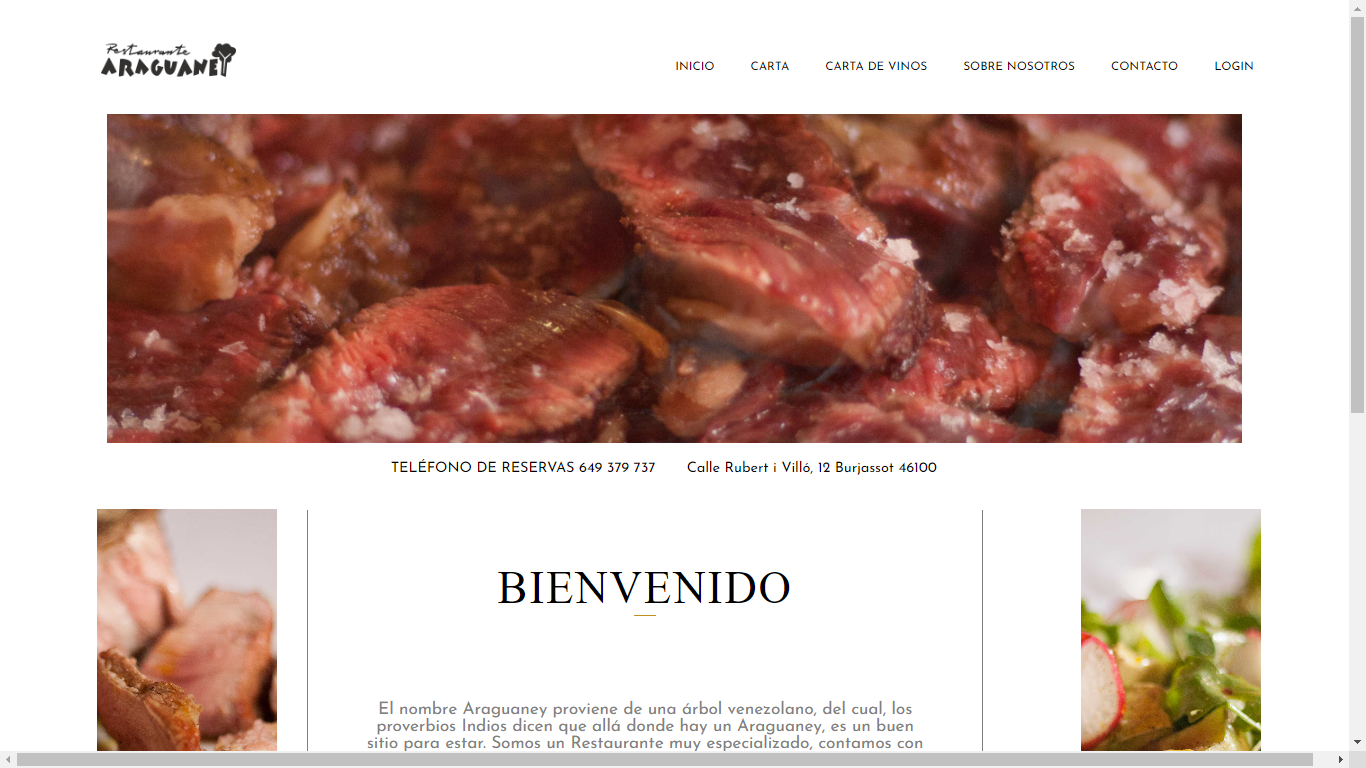 Restaurante
ARAGUANEY
INICIO CARTA CARTA DE VINOS SOBRE NOSOTROS CONTACTO LOGIN
TELÉFONO DE RESERVAS 649 379 737 Calle Rubert i Villó, 12 Burjassot 46100
BIENVENIDO
El nombre Araguaney proviene de una árbol venezolano, del cual, los
proverbios Indios dicen que allá donde hay un Araguaney, es un buen
sitio para estar. Somos un Restaurante muy especializado, contamos con